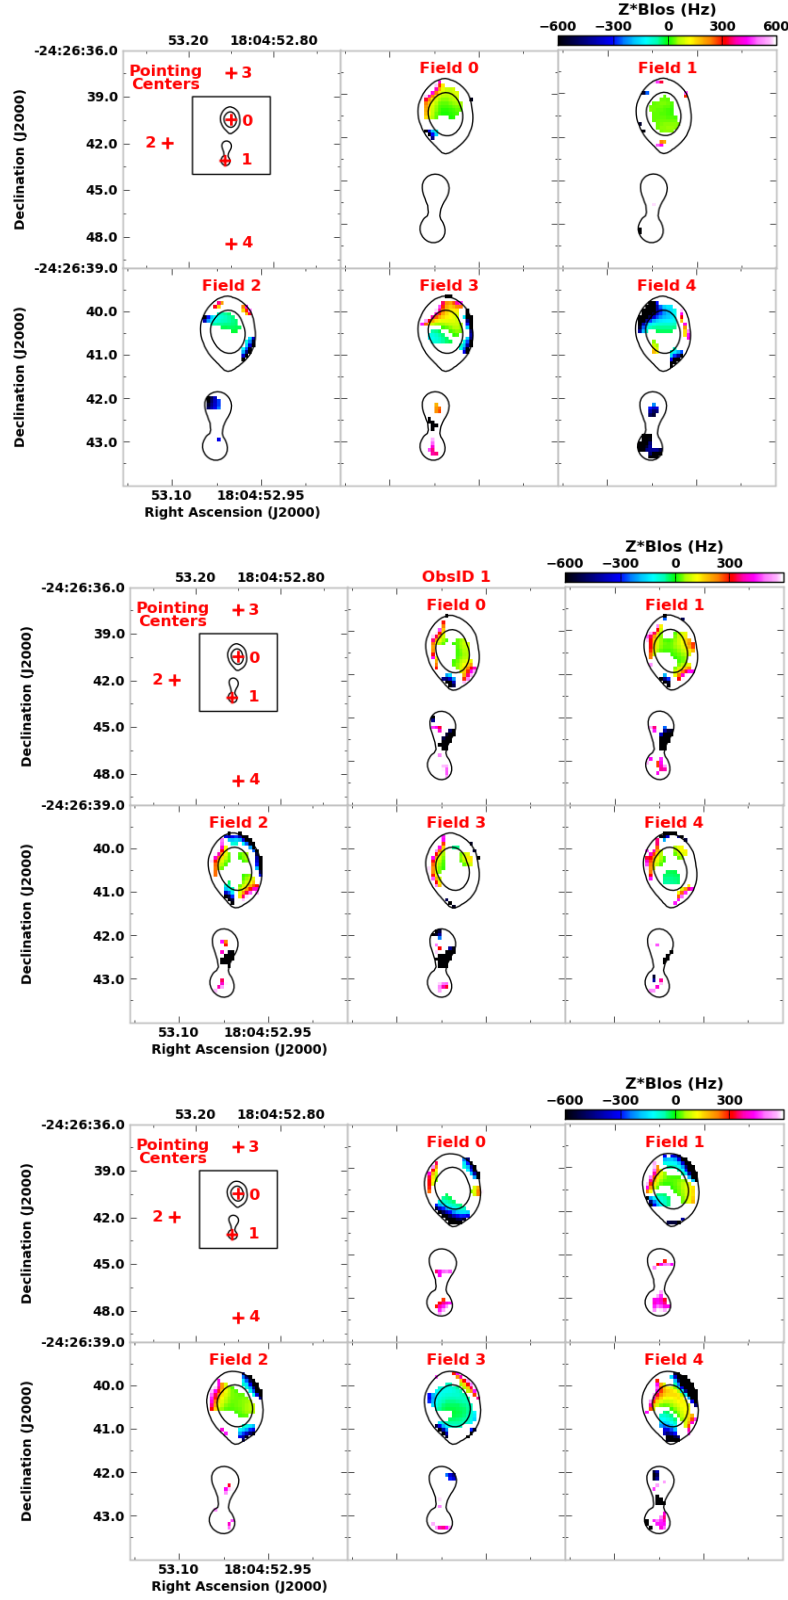 Z*Blos (Hz)
−600 −300 0 300 600
53.20 18:04:52.80
-24:26:36.0
Pointing
Centers
3
Field 0
Field 1
39.0
0
2
42.0
1
45.0
48.0
4
Declination (J2000)
-24:26:39.0
Field 2
Field 3
Field 4
40.0
41.0
42.0
43.0
Declination (J2000)
53.10 18:04:52.95
Right Ascension (J2000)
Z*Blos (Hz)
−600 −300 0 300
53.20 18:04:52.80
ObsID 1
-24:26:36.0
Pointing
Centers
3
Field 0
Field 1
39.0
0
2
42.0
1
45.0
48.0
4
Declination (J2000)
-24:26:39.0
Field 2
Field 3
Field 4
40.0
41.0
42.0
43.0
Declination (J2000)
53.10 18:04:52.95
Right Ascension (J2000)
Z*Blos (Hz)
−600 −300 0 300
53.20 18:04:52.80
-24:26:36.0
Pointing
Centers
3
Field 0
Field 1
39.0
0
2
42.0
1
45.0
48.0
4
Declination (J2000)
-24:26:39.0
Field 2
Field 3
Field 4
40.0
41.0
42.0
43.0
Declination (J2000)
53.10 18:04:52.95
Right Ascension (J2000)